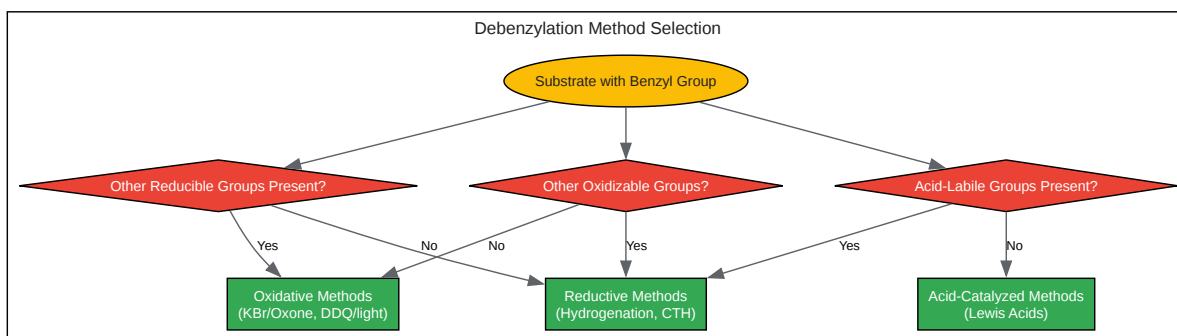 Debenzylation Method Selection
Substrate with Benzyl Group
Other Reducible Groups Present?
Other Oxidizable Groups?
Acid-Labile Groups Present?
Yes
No
No
Yes
Yes
No
Oxidative Methods
(KBr/Oxone, DDQ/light)
Reductive Methods
(Hydrogenation, CTH)
Acid-Catalyzed Methods
(Lewis Acids)